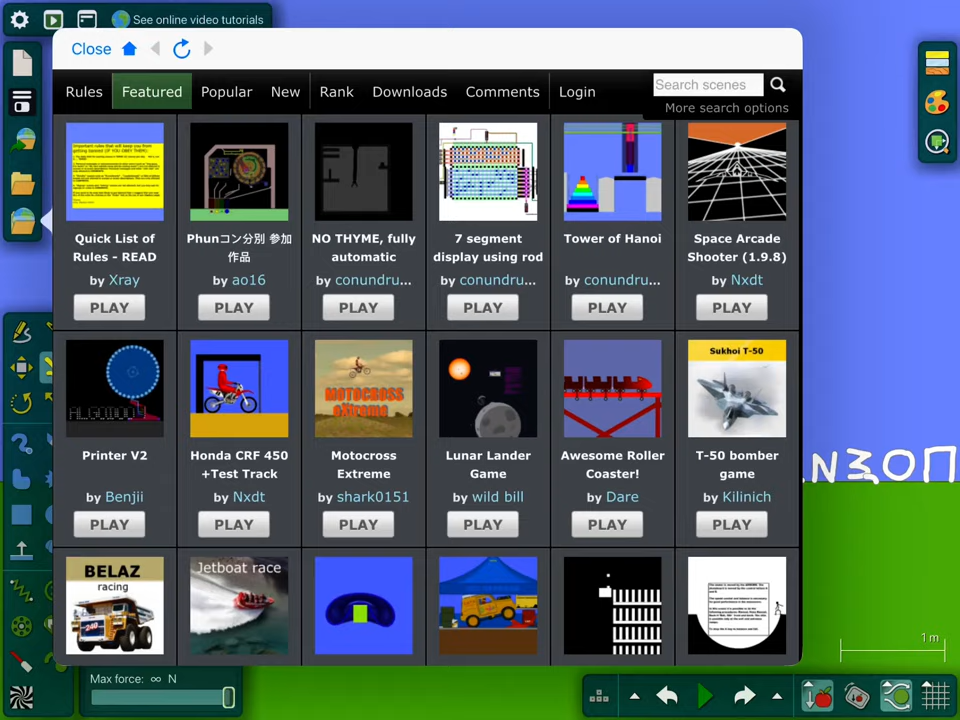 See online video tutorials
Close
Rules Featured Popular New Rank Downloads Comments Login
Search scenes
More search options
Quick List of Rules - READ
by Xray
PLAY
Phunコン分別 参加作品
by ao16
PLAY
NO THYME, fully automatic
by conundru...
PLAY
7 segment display using rod
by conundru...
PLAY
Tower of Hanoi
by conundru...
PLAY
Space Arcade Shooter (1.9.8)
by Nxdt
PLAY
ALGODOO
Printer V2
by Benjii
PLAY
Honda CRF 450 +Test Track
by Nxdt
PLAY
MOTOCROSS
EXTREME
Motocross Extreme
by shark0151
PLAY
Lunar Lander Game
by wild bill
PLAY
Awesome Roller Coaster!
by Dare
PLAY
Sukhoi T-50
T-50 bomber game
by Kilinich
PLAY
BELAZ
racing
240
Jetboat race
1 m
Max force: ∞ N